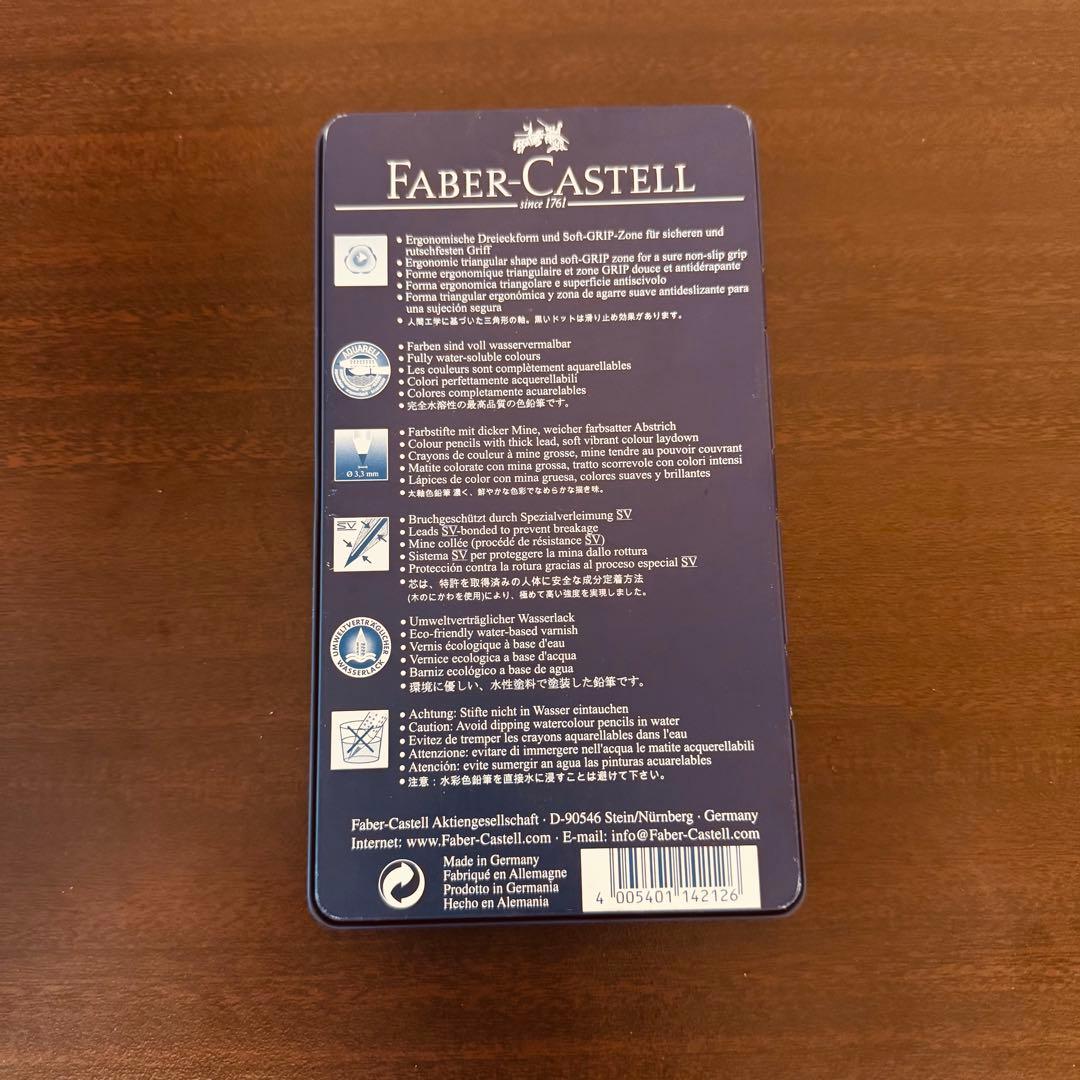 FABER-CASTELL
since 1761
• Ergonomische Dreieckform und Soft-GRIP-Zone für sicheren und
rutschfesten Griff
• Ergonomic triangular shape and soft-GRIP zone for a sure non-slip grip
• Forme ergonomique triangulaire et zone GRIP douce et antidérapante
• Forma ergonomica triangolare e superficie antiscivolo
• Forma triangular ergonómica y zona de agarre suave antideslizante para
una sujeción segura
• 人間工学に基づいた三角形の軸。黒いドットは滑り止め効果があります。
AQUARELL
• Farben sind voll wasservermalbar
• Fully water-soluble colours
• Les couleurs sont complètement aquarellables
• Colori perfettamente acquerellabili
• Colores completamente acuarelables
• 完全水溶性の最高品質の色鉛筆です。
Ø 3,3 mm
• Farbstifte mit dicker Mine, weicher farbsatter Abstrich
• Colour pencils with thick lead, soft vibrant colour laydown
• Crayons de couleur à mine grosse, mine tendre au pouvoir couvrant
• Matite colorate con mina grossa, tratto scorrevole con colori intensi
• Lápices de color con mina gruesa, colores suaves y brillantes
• 太軸色鉛筆 濃く、鮮やかな色彩でなめらかな描き味。
SV
• Bruchgeschützt durch Spezialverleimung SV
• Leads SV-bonded to prevent breakage
• Mine collée (procédé de résistance SV)
• Sistema SV per proteggere la mina dallo rottura
• Protección contra la rotura gracias al proceso especial SV
• 芯は、特許を取得済みの人体に安全な成分定着方法
(木のにかわを使用)により、極めて高い強度を実現しました。
UMWELTVERTRÄGLICHER WASSERLACK
• Umweltverträglicher Wasserlack
• Eco-friendly water-based varnish
• Vernis écologique à base d'eau
• Vernice ecologica a base d'acqua
• Barniz ecológico a base de agua
• 環境に優しい、水性塗料で塗装した鉛筆です。
• Achtung: Stifte nicht in Wasser eintauchen
• Caution: Avoid dipping watercolour pencils in water
• Evitez de tremper les crayons aquarellables dans l'eau
• Attenzione: evitare di immergere nell'acqua le matite acquerellabili
• Atención: evite sumergir an agua las pinturas acuarelables
• 注意：水彩色鉛筆を直接水に浸すことは避けて下さい。
Faber-Castell Aktiengesellschaft · D-90546 Stein/Nürnberg · Germany
Internet: www.Faber-Castell.com · E-mail: info@Faber-Castell.com
Made in Germany
Fabriqué en Allemagne
Prodotto in Germania
Hecho en Alemania
4 005401 142126